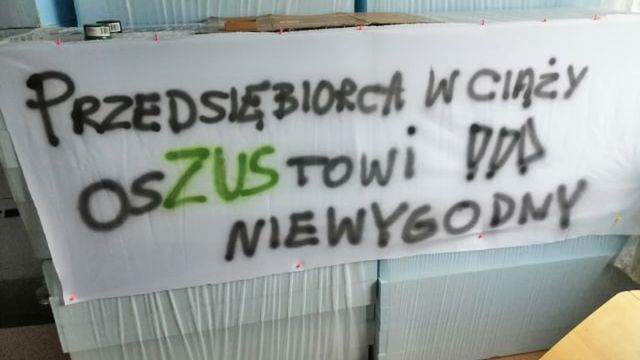 PRZEDSIĘBIORCA W CIĄŻY
OSZUSTOWI !!!
NIEWYGODNY